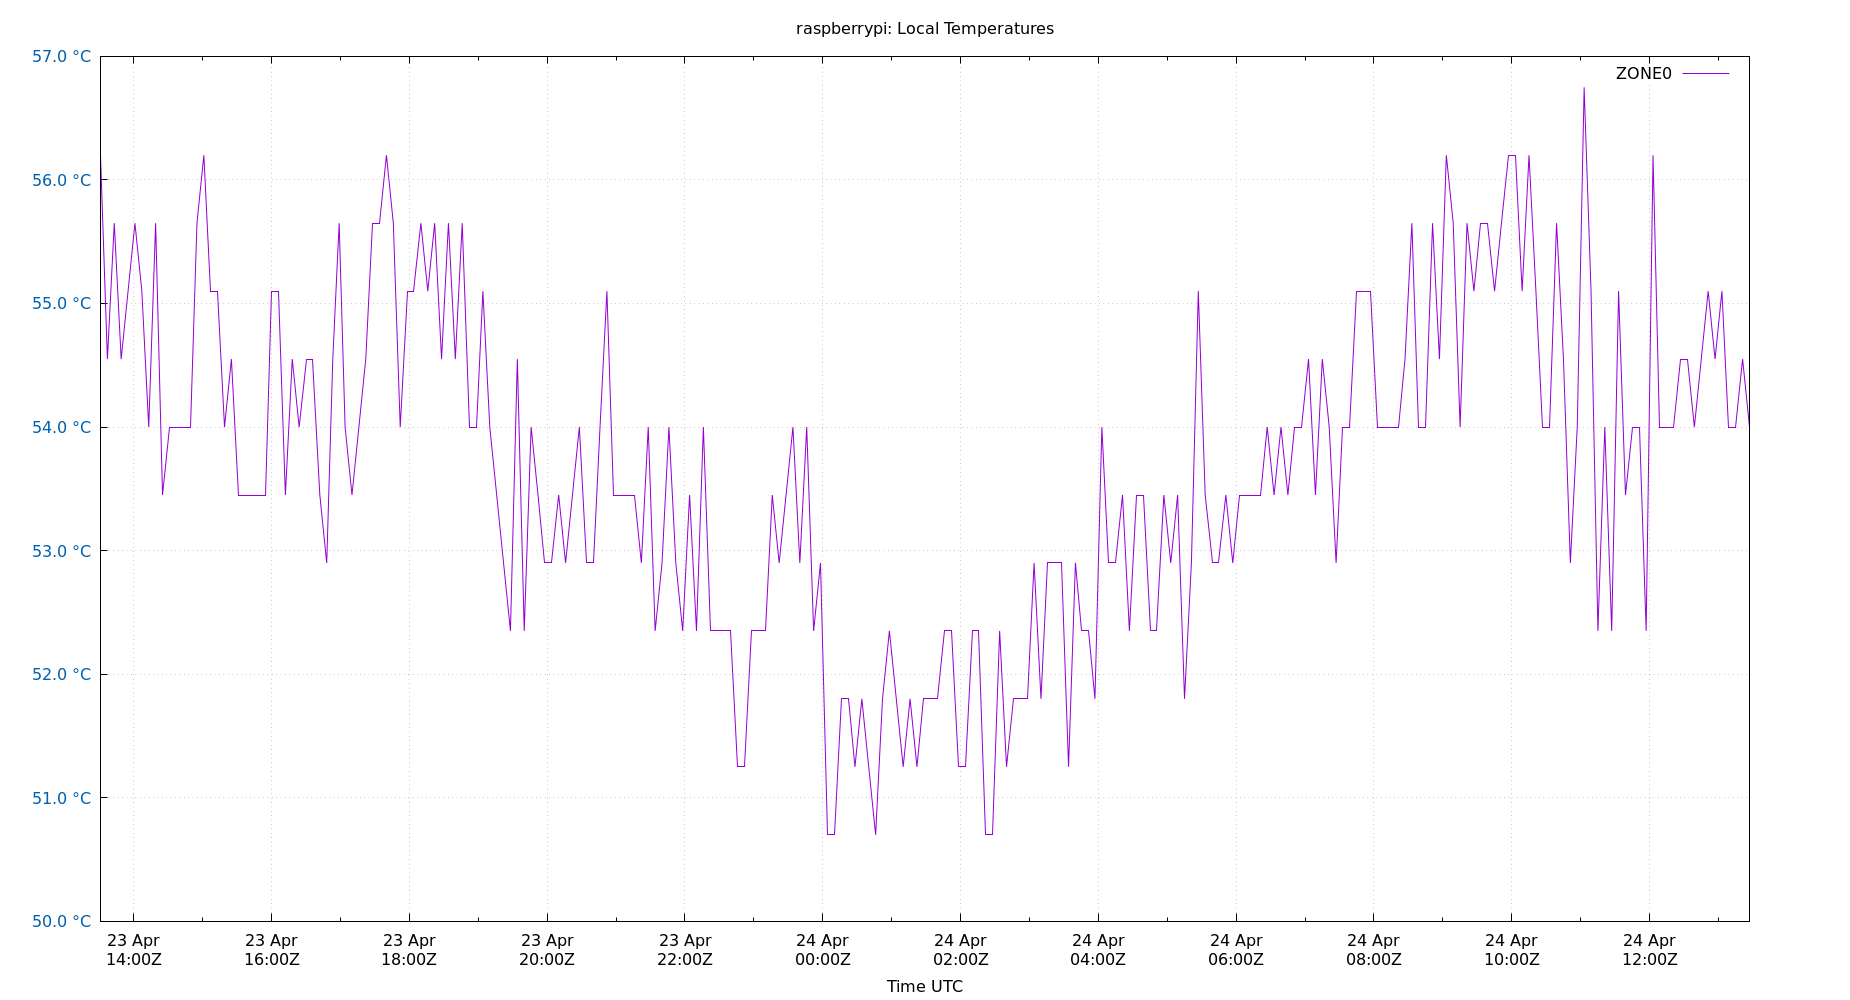 raspberrypi: Local Temperatures
57.0 °C
ZONE0
56.0 °C
55.0 °C
54.0 °C
53.0 °C
52.0 °C
51.0 °C
50.0 °C
23 Apr 23 Apr 23 Apr 23 Apr 23 Apr 24 Apr 24 Apr 24 Apr 24 Apr 24 Apr 24 Apr 24 Apr
14:00Z 16:00Z 18:00Z 20:00Z 22:00Z 00:00Z 02:00Z 04:00Z 06:00Z 08:00Z 10:00Z 12:00Z
Time UTC